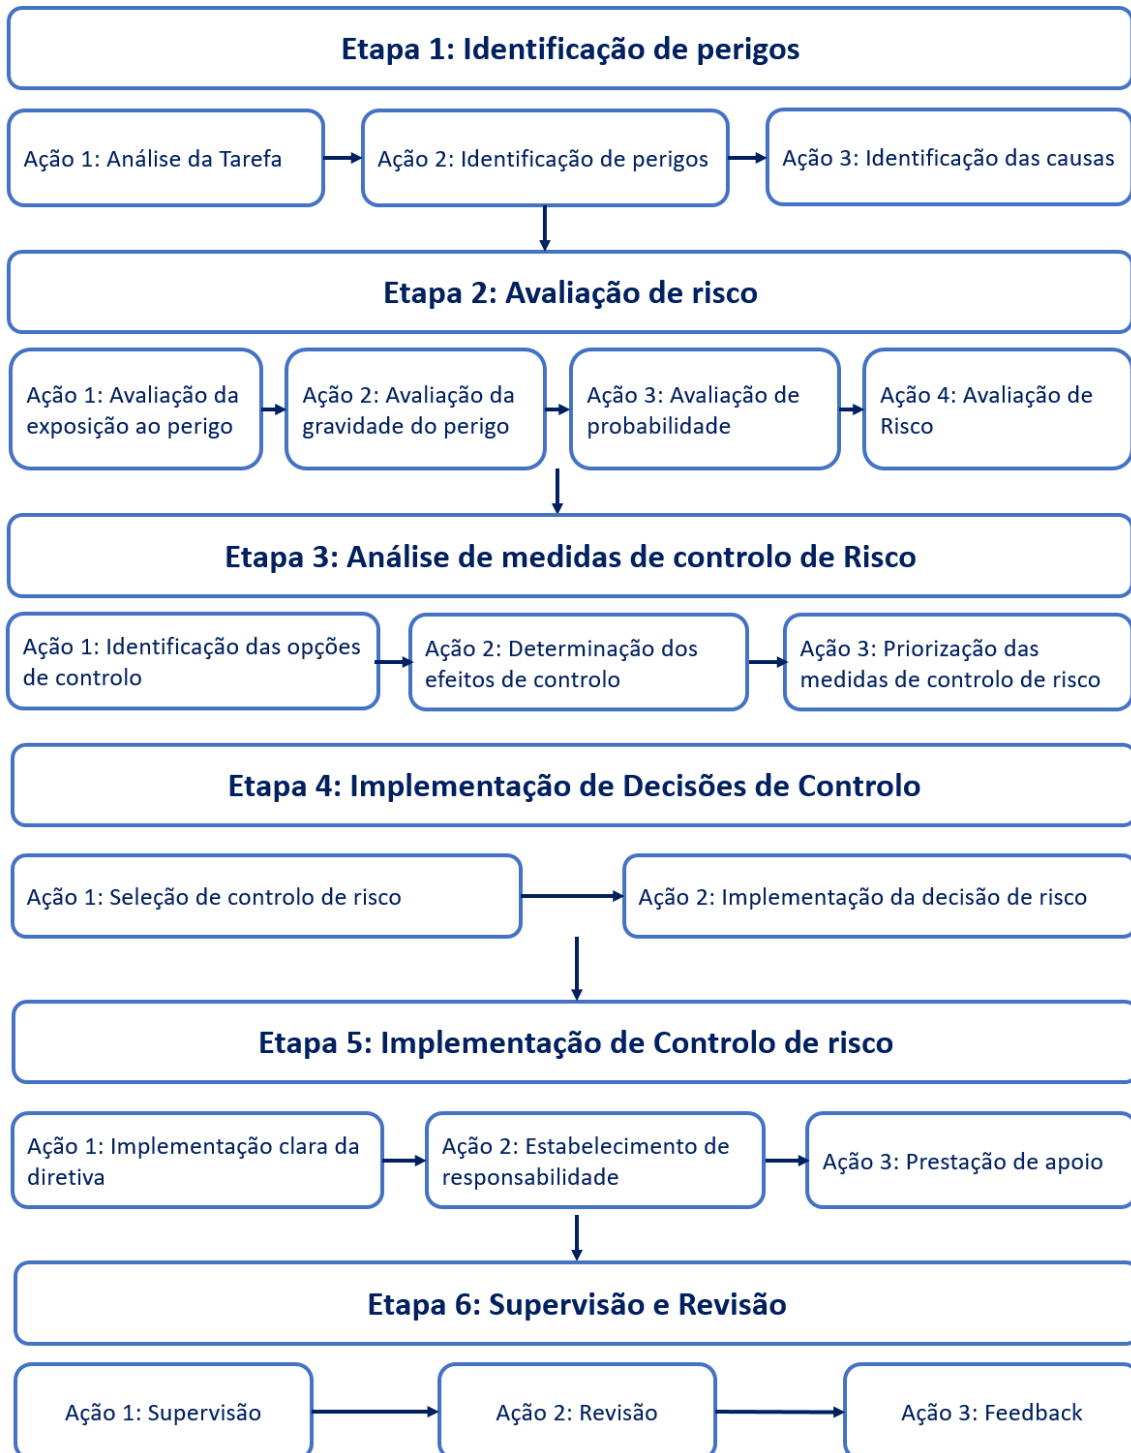 Etapa 1: Identificação de perigos
Ação 1: Análise da Tarefa
Ação 2: Identificação de perigos
Ação 3: Identificação das causas
Etapa 2: Avaliação de risco
Ação 1: Avaliação da
exposição ao perigo
Ação 2: Avaliação da
gravidade do perigo
Ação 3: Avaliação de
probabilidade
Ação 4: Avaliação de
Risco
Etapa 3: Análise de medidas de controlo de Risco
Ação 1: Identificação das opções
de controlo
Ação 2: Determinação dos
efeitos de controlo
Ação 3: Priorização das
medidas de controlo de risco
Etapa 4: Implementação de Decisões de Controlo
Ação 1: Seleção de controlo de risco
Ação 2: Implementação da decisão de risco
Etapa 5: Implementação de Controlo de risco
Ação 1: Implementação clara da
diretiva
Ação 2: Estabelecimento de
responsabilidade
Ação 3: Prestação de apoio
Etapa 6: Supervisão e Revisão
Ação 1: Supervisão
Ação 2: Revisão
Ação 3: Feedback